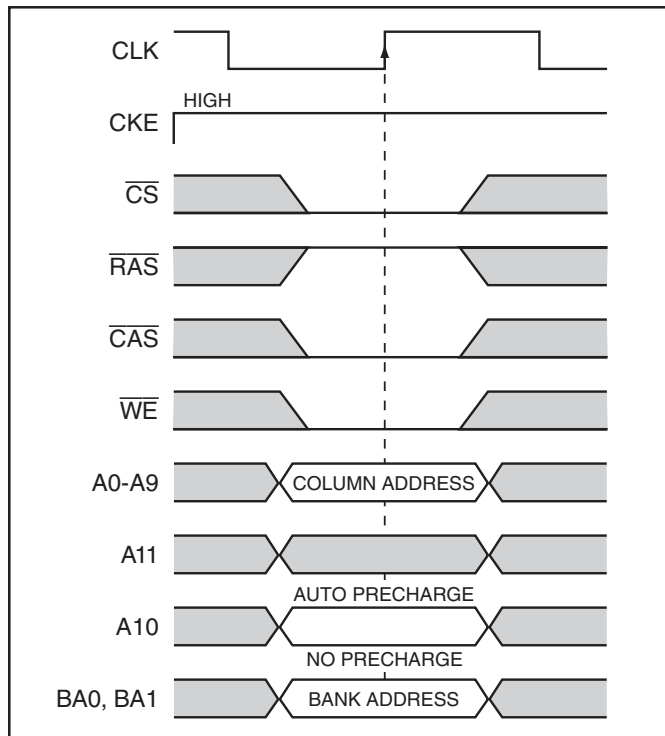 CLK
HIGH
CKE
CS
RAS
CAS
WE
A0-A9 COLUMN ADDRESS
A11
AUTO PRECHARGE
A10
NO PRECHARGE
BA0, BA1 BANK ADDRESS